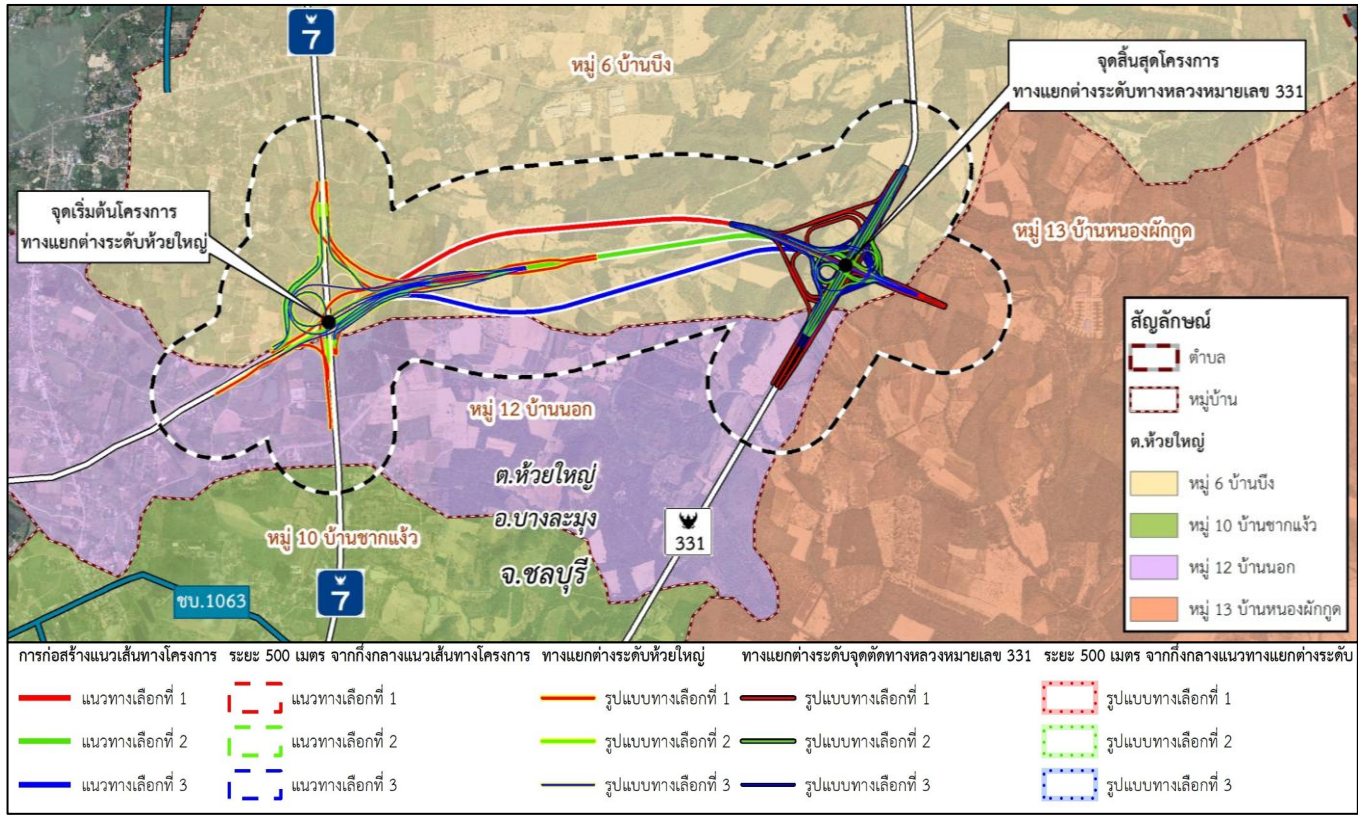 7
หมู่ 6 บ้านบึง
จุดสิ้นสุดโครงการ
ทางแยกต่างระดับทางหลวงหมายเลข 331
จุดเริ่มต้นโครงการ
ทางแยกต่างระดับห้วยใหญ่
หมู่ 13 บ้านหนองผักกูด
หมู่ 12 บ้านนอก
ต.ห้วยใหญ่
อ.บางละมุง
จ.ชลบุรี
331
หมู่ 10 บ้านชากแง้ว
7
ชบ.1063
สัญลักษณ์
ตำบล
หมู่บ้าน
ต.ห้วยใหญ่
หมู่ 6 บ้านบึง
หมู่ 10 บ้านชากแง้ว
หมู่ 12 บ้านนอก
หมู่ 13 บ้านหนองผักกูด
การก่อสร้างแนวเส้นทางโครงการ
แนวทางเลือกที่ 1
แนวทางเลือกที่ 2
แนวทางเลือกที่ 3
ระยะ 500 เมตร จากกึ่งกลางแนวเส้นทางโครงการ
แนวทางเลือกที่ 1
แนวทางเลือกที่ 2
แนวทางเลือกที่ 3
ทางแยกต่างระดับห้วยใหญ่
รูปแบบทางเลือกที่ 1
รูปแบบทางเลือกที่ 2
รูปแบบทางเลือกที่ 3
ทางแยกต่างระดับจุดตัดทางหลวงหมายเลข 331
รูปแบบทางเลือกที่ 1
รูปแบบทางเลือกที่ 2
รูปแบบทางเลือกที่ 3
ระยะ 500 เมตร จากกึ่งกลางแนวทางแยกต่างระดับ
รูปแบบทางเลือกที่ 1
รูปแบบทางเลือกที่ 2
รูปแบบทางเลือกที่ 3